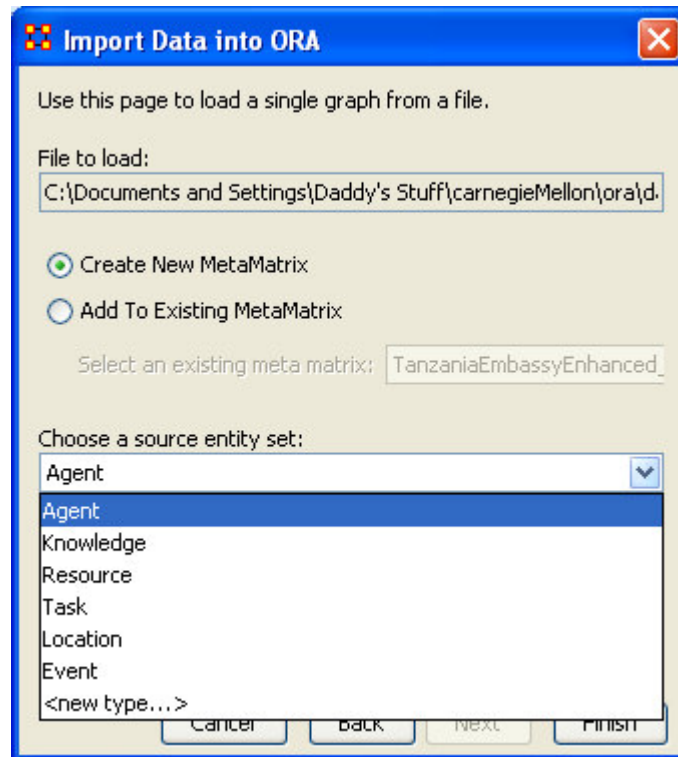 Import Data into ORA
Use this page to load a single graph from a file.
File to load:
C:\Documents and Settings\Daddy's Stuff\carnegieMellon\ora\d
Create New MetaMatrix
Add To Existing MetaMatrix
Select an existing meta matrix: TanzaniaEmbassyEnhanced_
Choose a source entity set:
Agent
Agent
Knowledge
Resource
Task
Location
Event
<new type...>
Cancel Back Next Finish